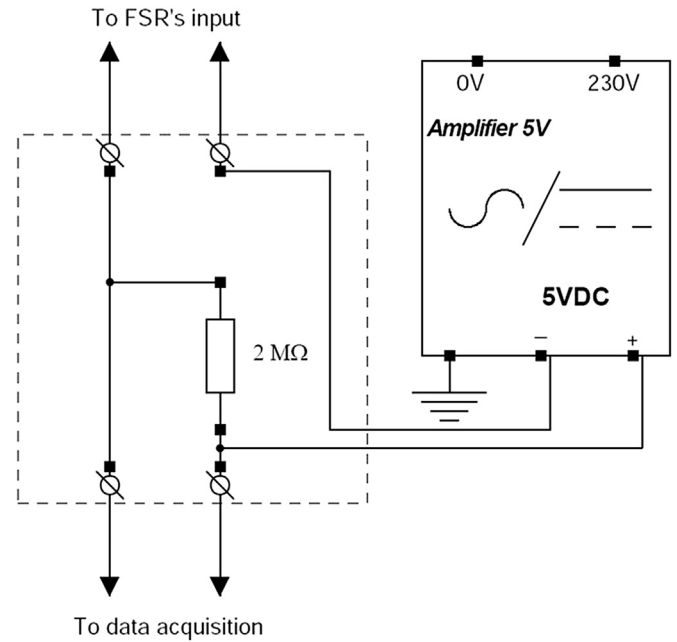 To FSR's input
0V 230V
Amplifier 5V
5VDC
– +
2 MΩ
To data acquisition